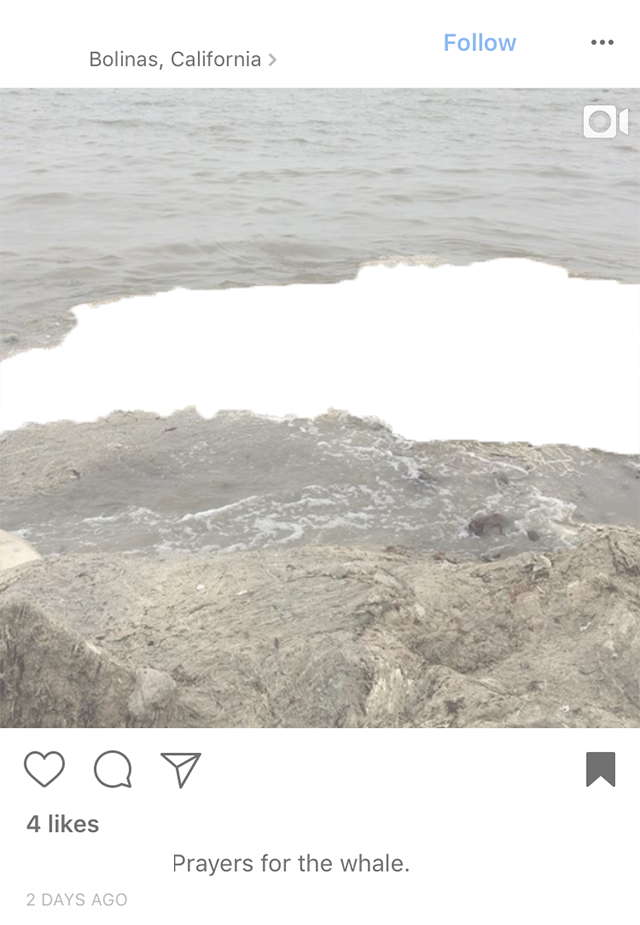 Follow
Bolinas, California
4 likes
Prayers for the whale.
2 DAYS AGO